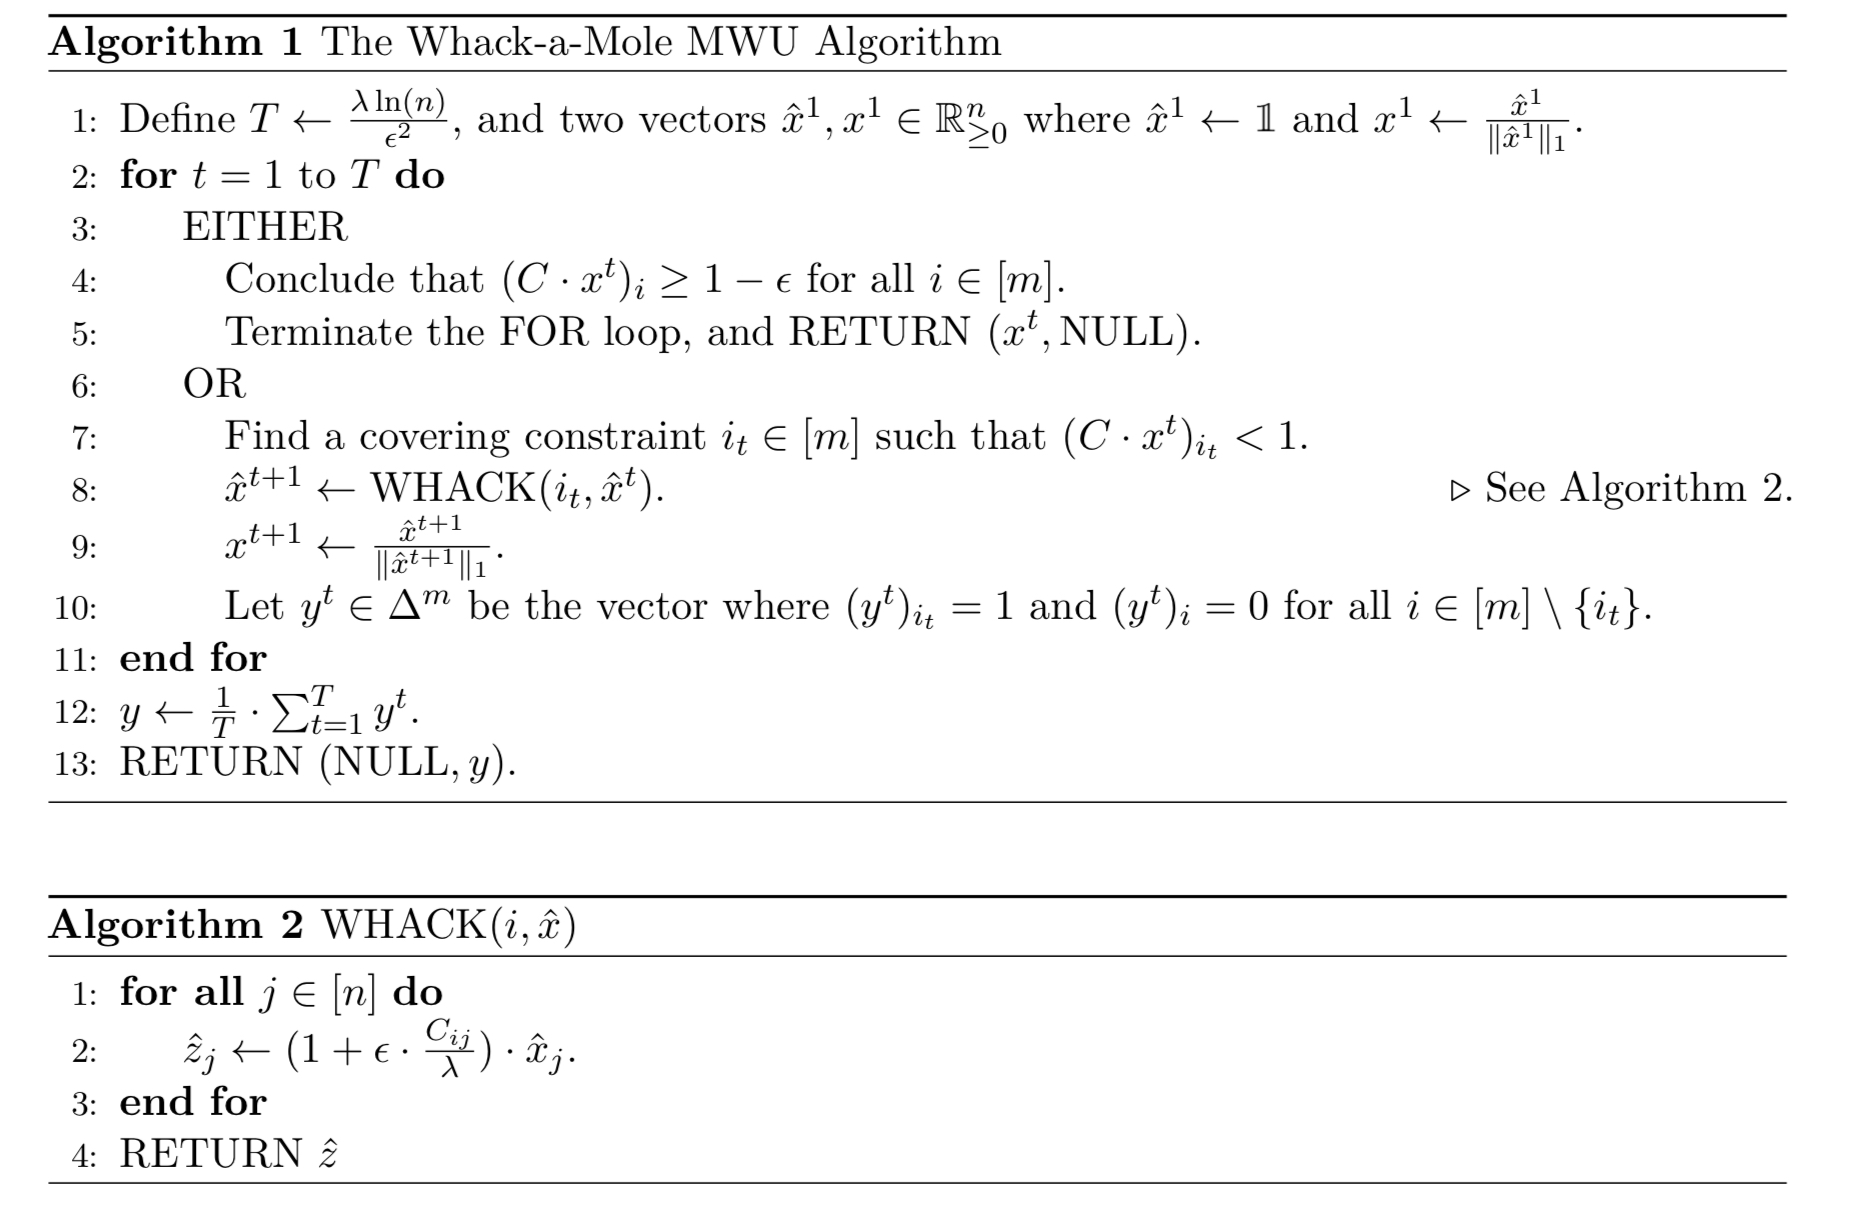 Algorithm 1 The Whack-a-Mole MWU Algorithm
1: Define $T \leftarrow \frac{\lambda \ln(n)}{\epsilon^2}$, and two vectors $\hat{x}^1, x^1 \in \mathbb{R}^n_{\geq 0}$ where $\hat{x}^1 \leftarrow \mathbb{1}$ and $x^1 \leftarrow \frac{\hat{x}^1}{\|\hat{x}^1\|_1}$.
2: for $t = 1$ to $T$ do
3: EITHER
4: Conclude that $(C \cdot x^t)_i \geq 1 - \epsilon$ for all $i \in [m]$.
5: Terminate the FOR loop, and RETURN $(x^t, \text{NULL})$.
6: OR
7: Find a covering constraint $i_t \in [m]$ such that $(C \cdot x^t)_{i_t} < 1$.
8: $\hat{x}^{t+1} \leftarrow \text{WHACK}(i_t, \hat{x}^t)$. ▷ See Algorithm 2.
9: $x^{t+1} \leftarrow \frac{\hat{x}^{t+1}}{\|\hat{x}^{t+1}\|_1}$.
10: Let $y^t \in \Delta^m$ be the vector where $(y^t)_{i_t} = 1$ and $(y^t)_i = 0$ for all $i \in [m] \setminus \{i_t\}$.
11: end for
12: $y \leftarrow \frac{1}{T} \cdot \sum_{t=1}^{T} y^t$.
13: RETURN $(\text{NULL}, y)$.
Algorithm 2 WHACK$(i, \hat{x})$
1: for all $j \in [n]$ do
2: $\hat{z}_j \leftarrow (1 + \epsilon \cdot \frac{C_{ij}}{\lambda}) \cdot \hat{x}_j$.
3: end for
4: RETURN $\hat{z}$